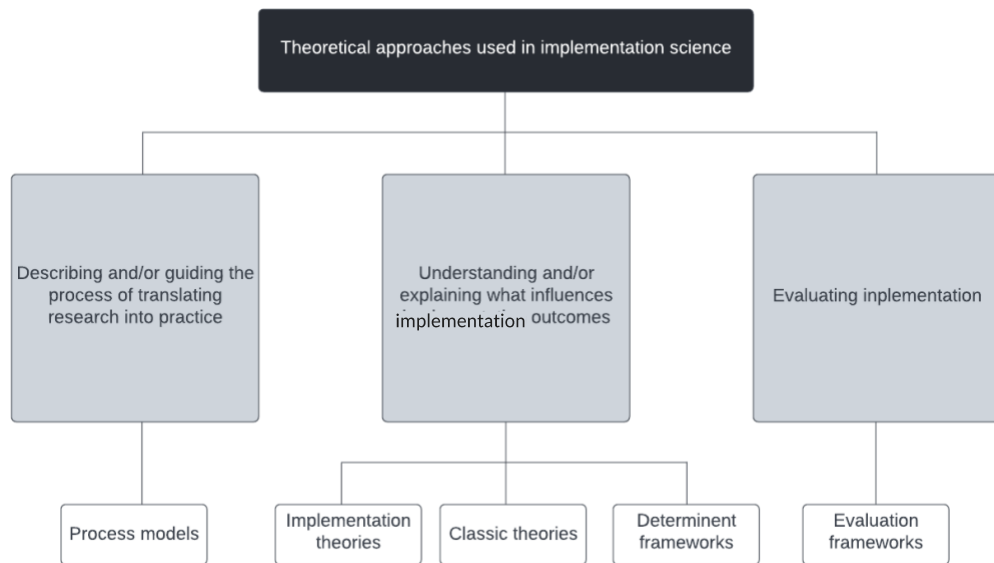 Theoretical approaches used in implementation science
Describing and/or guiding the
process of translating
research into practice
Understanding and/or
explaining what influences
implementation outcomes
Evaluating inplementation
Process models
Implementation
theories
Classic theories
Determinent
frameworks
Evaluation
frameworks